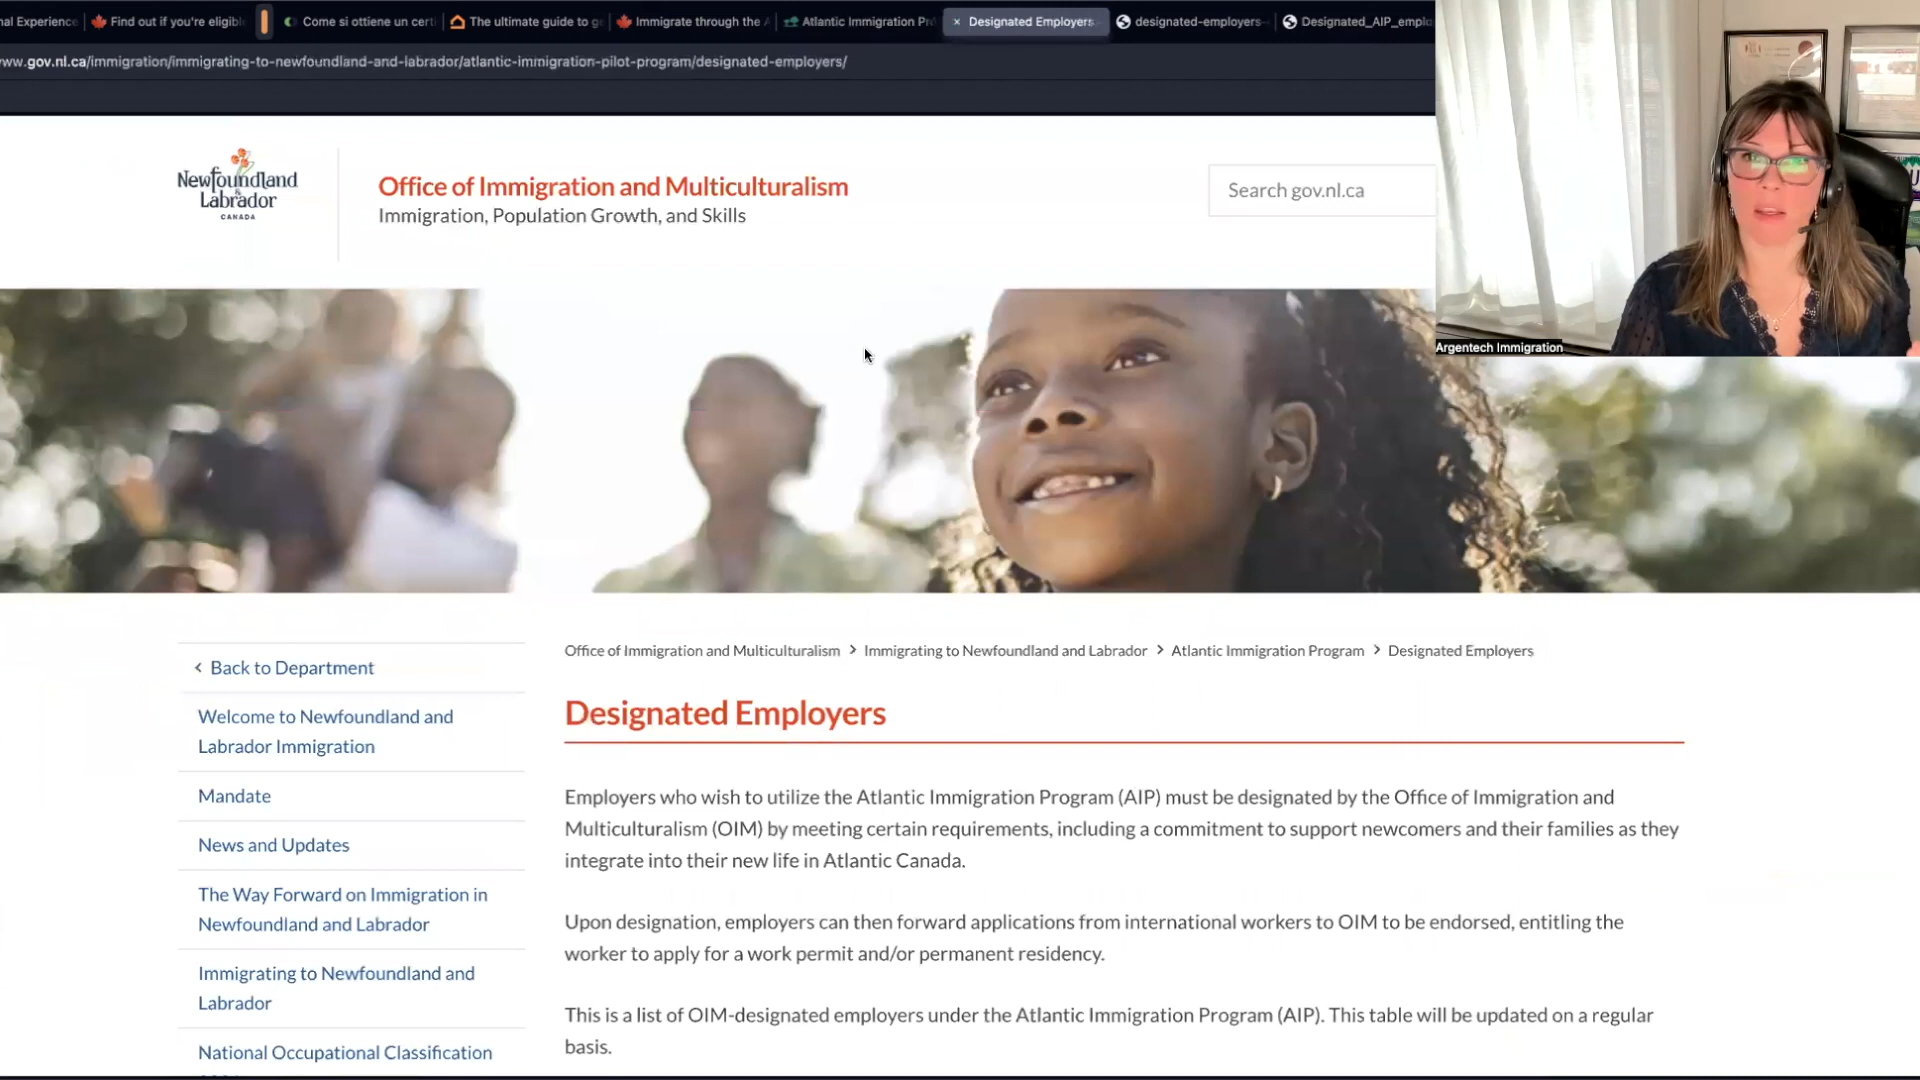 al Experience
Find out if you're eligibl
Come si ottiene un cert
The ultimate guide to g
Immigrate through the A
Atlantic Immigration Pr
Designated Employers
designated-employers-
Designated_AIP_emplo
ww.gov.nl.ca/immigration/immigrating-to-newfoundland-and-labrador/atlantic-immigration-pilot-program/designated-employers/
Newfoundland
Labrador
CANADA
Office of Immigration and Multiculturalism
Immigration, Population Growth, and Skills
Search gov.nl.ca
Argentech Immigration
Back to Department
Welcome to Newfoundland and
Labrador Immigration
Mandate
News and Updates
The Way Forward on Immigration in
Newfoundland and Labrador
Immigrating to Newfoundland and
Labrador
National Occupational Classification
Office of Immigration and Multiculturalism > Immigrating to Newfoundland and Labrador > Atlantic Immigration Program > Designated Employers
Designated Employers
Employers who wish to utilize the Atlantic Immigration Program (AIP) must be designated by the Office of Immigration and
Multiculturalism (OIM) by meeting certain requirements, including a commitment to support newcomers and their families as they
integrate into their new life in Atlantic Canada.
Upon designation, employers can then forward applications from international workers to OIM to be endorsed, entitling the
worker to apply for a work permit and/or permanent residency.
This is a list of OIM-designated employers under the Atlantic Immigration Program (AIP). This table will be updated on a regular
basis.